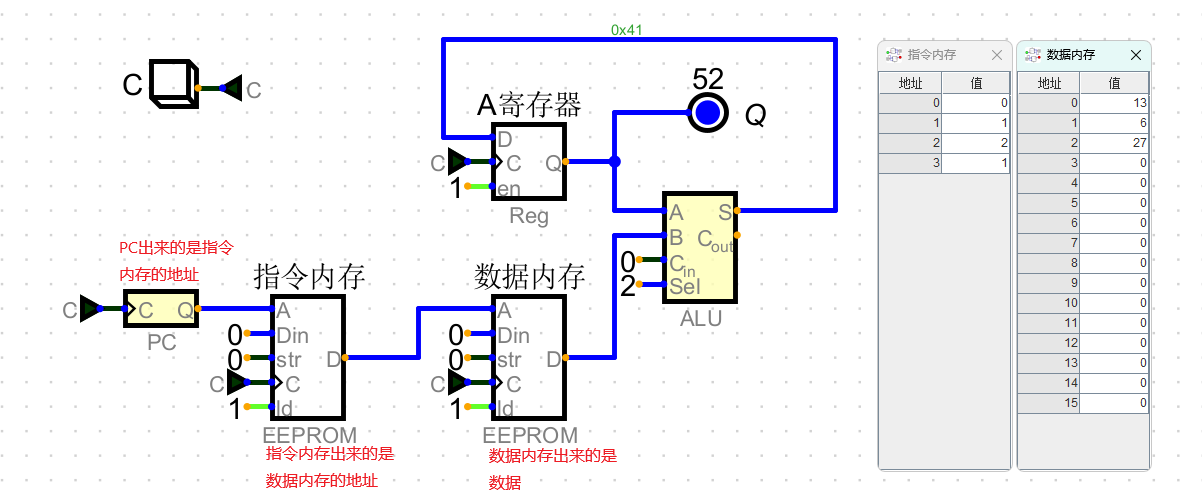 0x41
C
C
52
A寄存器
Q
D
C
C
Q
1
en
Reg
A
S
B
Cout
0
Cin
2
Sel
ALU
PC出来的是指令
内存的地址
C
C
Q
PC
指令内存
A
0
Din
0
str
D
C
C
1
ld
EEPROM
指令内存出来的是
数据内存的地址
数据内存
A
0
Din
0
str
D
C
C
1
ld
EEPROM
数据内存出来的是
数据
指令内存
地址 值
0 0
1 1
2 2
3 1
数据内存
地址 值
0 13
1 6
2 27
3 0
4 0
5 0
6 0
7 0
8 0
9 0
10 0
11 0
12 0
13 0
14 0
15 0